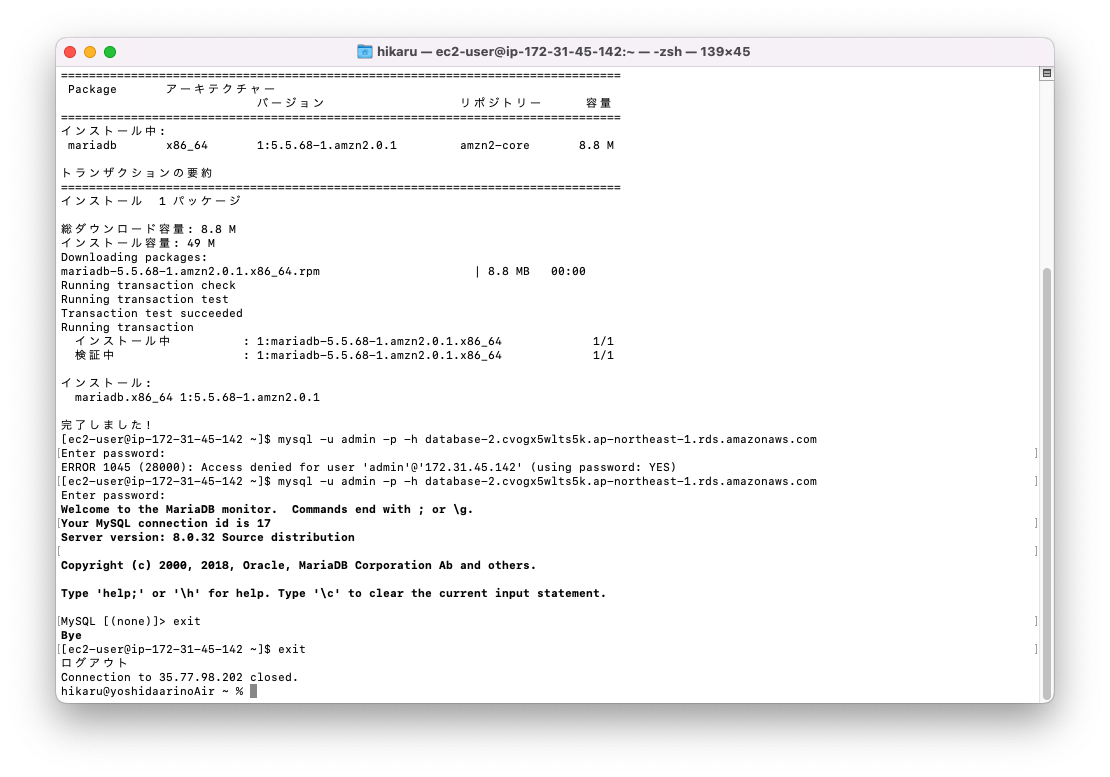 hikaru — ec2-user@ip-172-31-45-142:~ — -zsh — 139×45
================================================================================
 Package       アーキテクチャー
                            バージョン                   リポジトリー      容量
================================================================================
インストール中:
 mariadb       x86_64       1:5.5.68-1.amzn2.0.1         amzn2-core       8.8 M

トランザクションの要約
================================================================================
インストール  1 パッケージ

総ダウンロード容量: 8.8 M
インストール容量: 49 M
Downloading packages:
mariadb-5.5.68-1.amzn2.0.1.x86_64.rpm                      | 8.8 MB   00:00
Running transaction check
Running transaction test
Transaction test succeeded
Running transaction
  インストール中          : 1:mariadb-5.5.68-1.amzn2.0.1.x86_64             1/1
  検証中                  : 1:mariadb-5.5.68-1.amzn2.0.1.x86_64             1/1

インストール:
  mariadb.x86_64 1:5.5.68-1.amzn2.0.1

完了しました!
[ec2-user@ip-172-31-45-142 ~]$ mysql -u admin -p -h database-2.cvogx5wlts5k.ap-northeast-1.rds.amazonaws.com
[Enter password: ]
ERROR 1045 (28000): Access denied for user 'admin'@'172.31.45.142' (using password: YES)
[[ec2-user@ip-172-31-45-142 ~]$ mysql -u admin -p -h database-2.cvogx5wlts5k.ap-northeast-1.rds.amazonaws.com ]
Enter password:
Welcome to the MariaDB monitor.  Commands end with ; or \g.
[Your MySQL connection id is 17 ]
Server version: 8.0.32 Source distribution
[ ]
Copyright (c) 2000, 2018, Oracle, MariaDB Corporation Ab and others.

Type 'help;' or '\h' for help. Type '\c' to clear the current input statement.

[MySQL [(none)]> exit ]
Bye
[[ec2-user@ip-172-31-45-142 ~]$ exit ]
ログアウト
Connection to 35.77.98.202 closed.
hikaru@yoshidaarinoAir ~ %